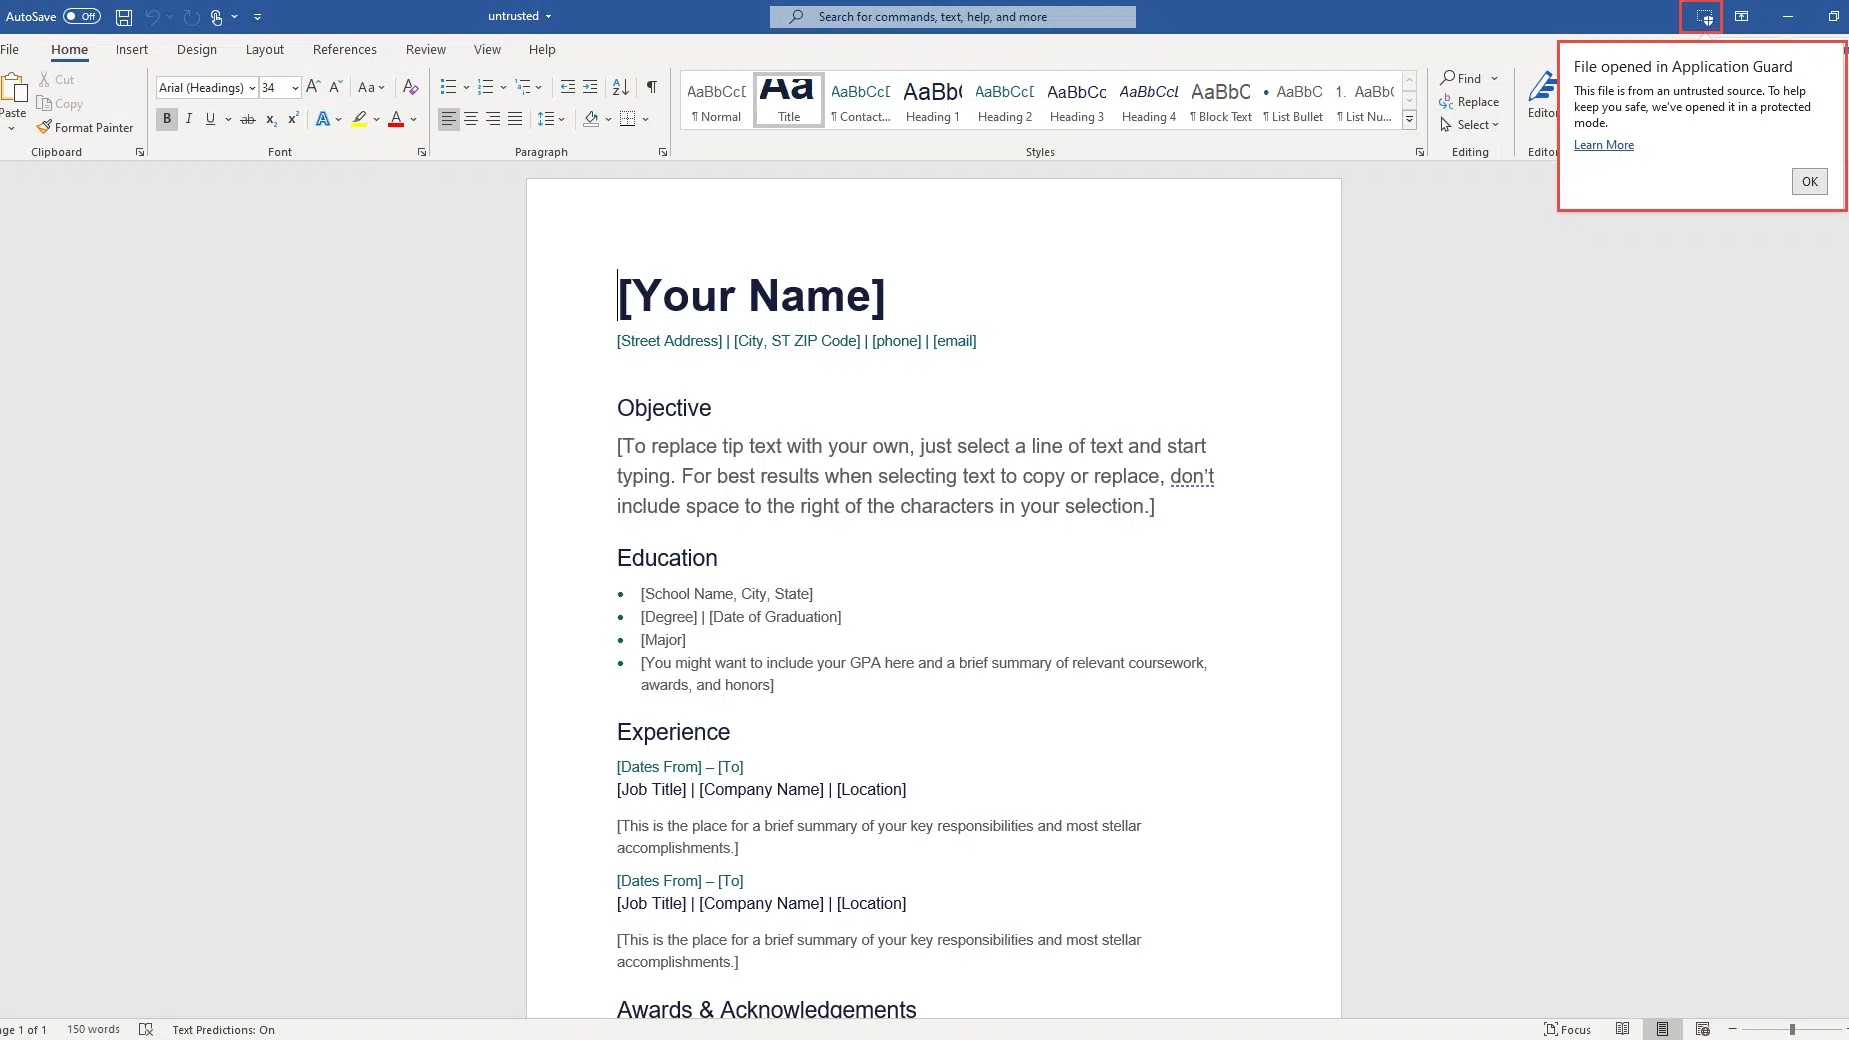 AutoSave Off untrusted Search for commands, text, help, and more
File Home Insert Design Layout References Review View Help
Paste
Cut
Copy
Format Painter
Clipboard
Arial (Headings) 34 Aa
B I U ab x₂ x² A A
Font
Paragraph
AaBbCcD Aa AaBbCcD AaBb( AaBbCcD AaBbCc AaBbCcl AaBbC AaBbC 1. AaBb(
¶ Normal Title ¶ Contact... Heading 1 Heading 2 Heading 3 Heading 4 ¶ Block Text ¶ List Bullet ¶ List Nu...
Styles
Find
Replace
Select
Editing
Editor
Editor
File opened in Application Guard
This file is from an untrusted source. To help
keep you safe, we've opened it in a protected
mode.
Learn More
OK
[Your Name]
[Street Address] | [City, ST ZIP Code] | [phone] | [email]
Objective
[To replace tip text with your own, just select a line of text and start
typing. For best results when selecting text to copy or replace, don’t
include space to the right of the characters in your selection.]
Education
• [School Name, City, State]
• [Degree] | [Date of Graduation]
• [Major]
• [You might want to include your GPA here and a brief summary of relevant coursework,
awards, and honors]
Experience
[Dates From] – [To]
[Job Title] | [Company Name] | [Location]
[This is the place for a brief summary of your key responsibilities and most stellar
accomplishments.]
[Dates From] – [To]
[Job Title] | [Company Name] | [Location]
[This is the place for a brief summary of your key responsibilities and most stellar
accomplishments.]
Awards & Acknowledgements
age 1 of 1 150 words Text Predictions: On Focus